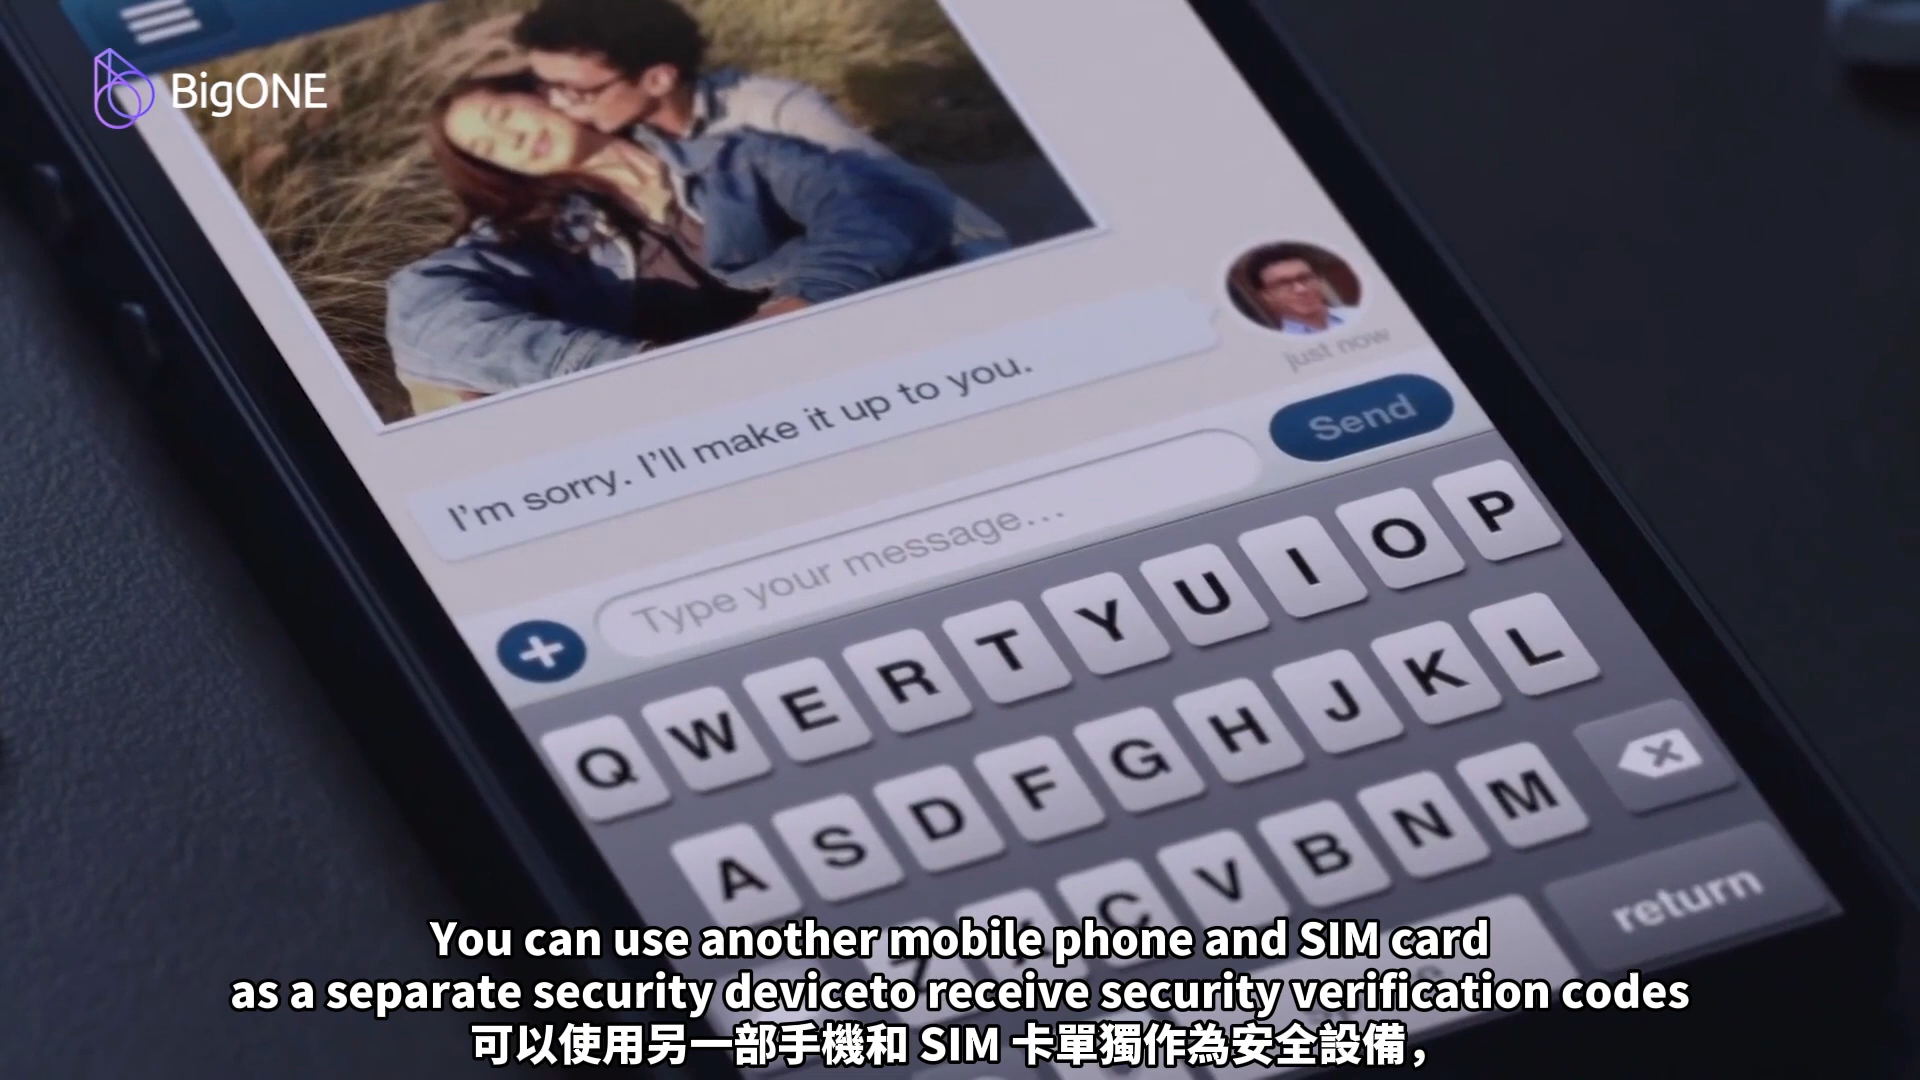 BigONE
I'm sorry. I'll make it up to you.
just now
Type your message...
Send
Q W E R T Y U I O P
A S D F G H J K L
C V B N M
return
You can use another mobile phone and SIM card
as a separate security deviceto receive security verification codes
可以使用另一部手機和 SIM 卡單獨作為安全設備，